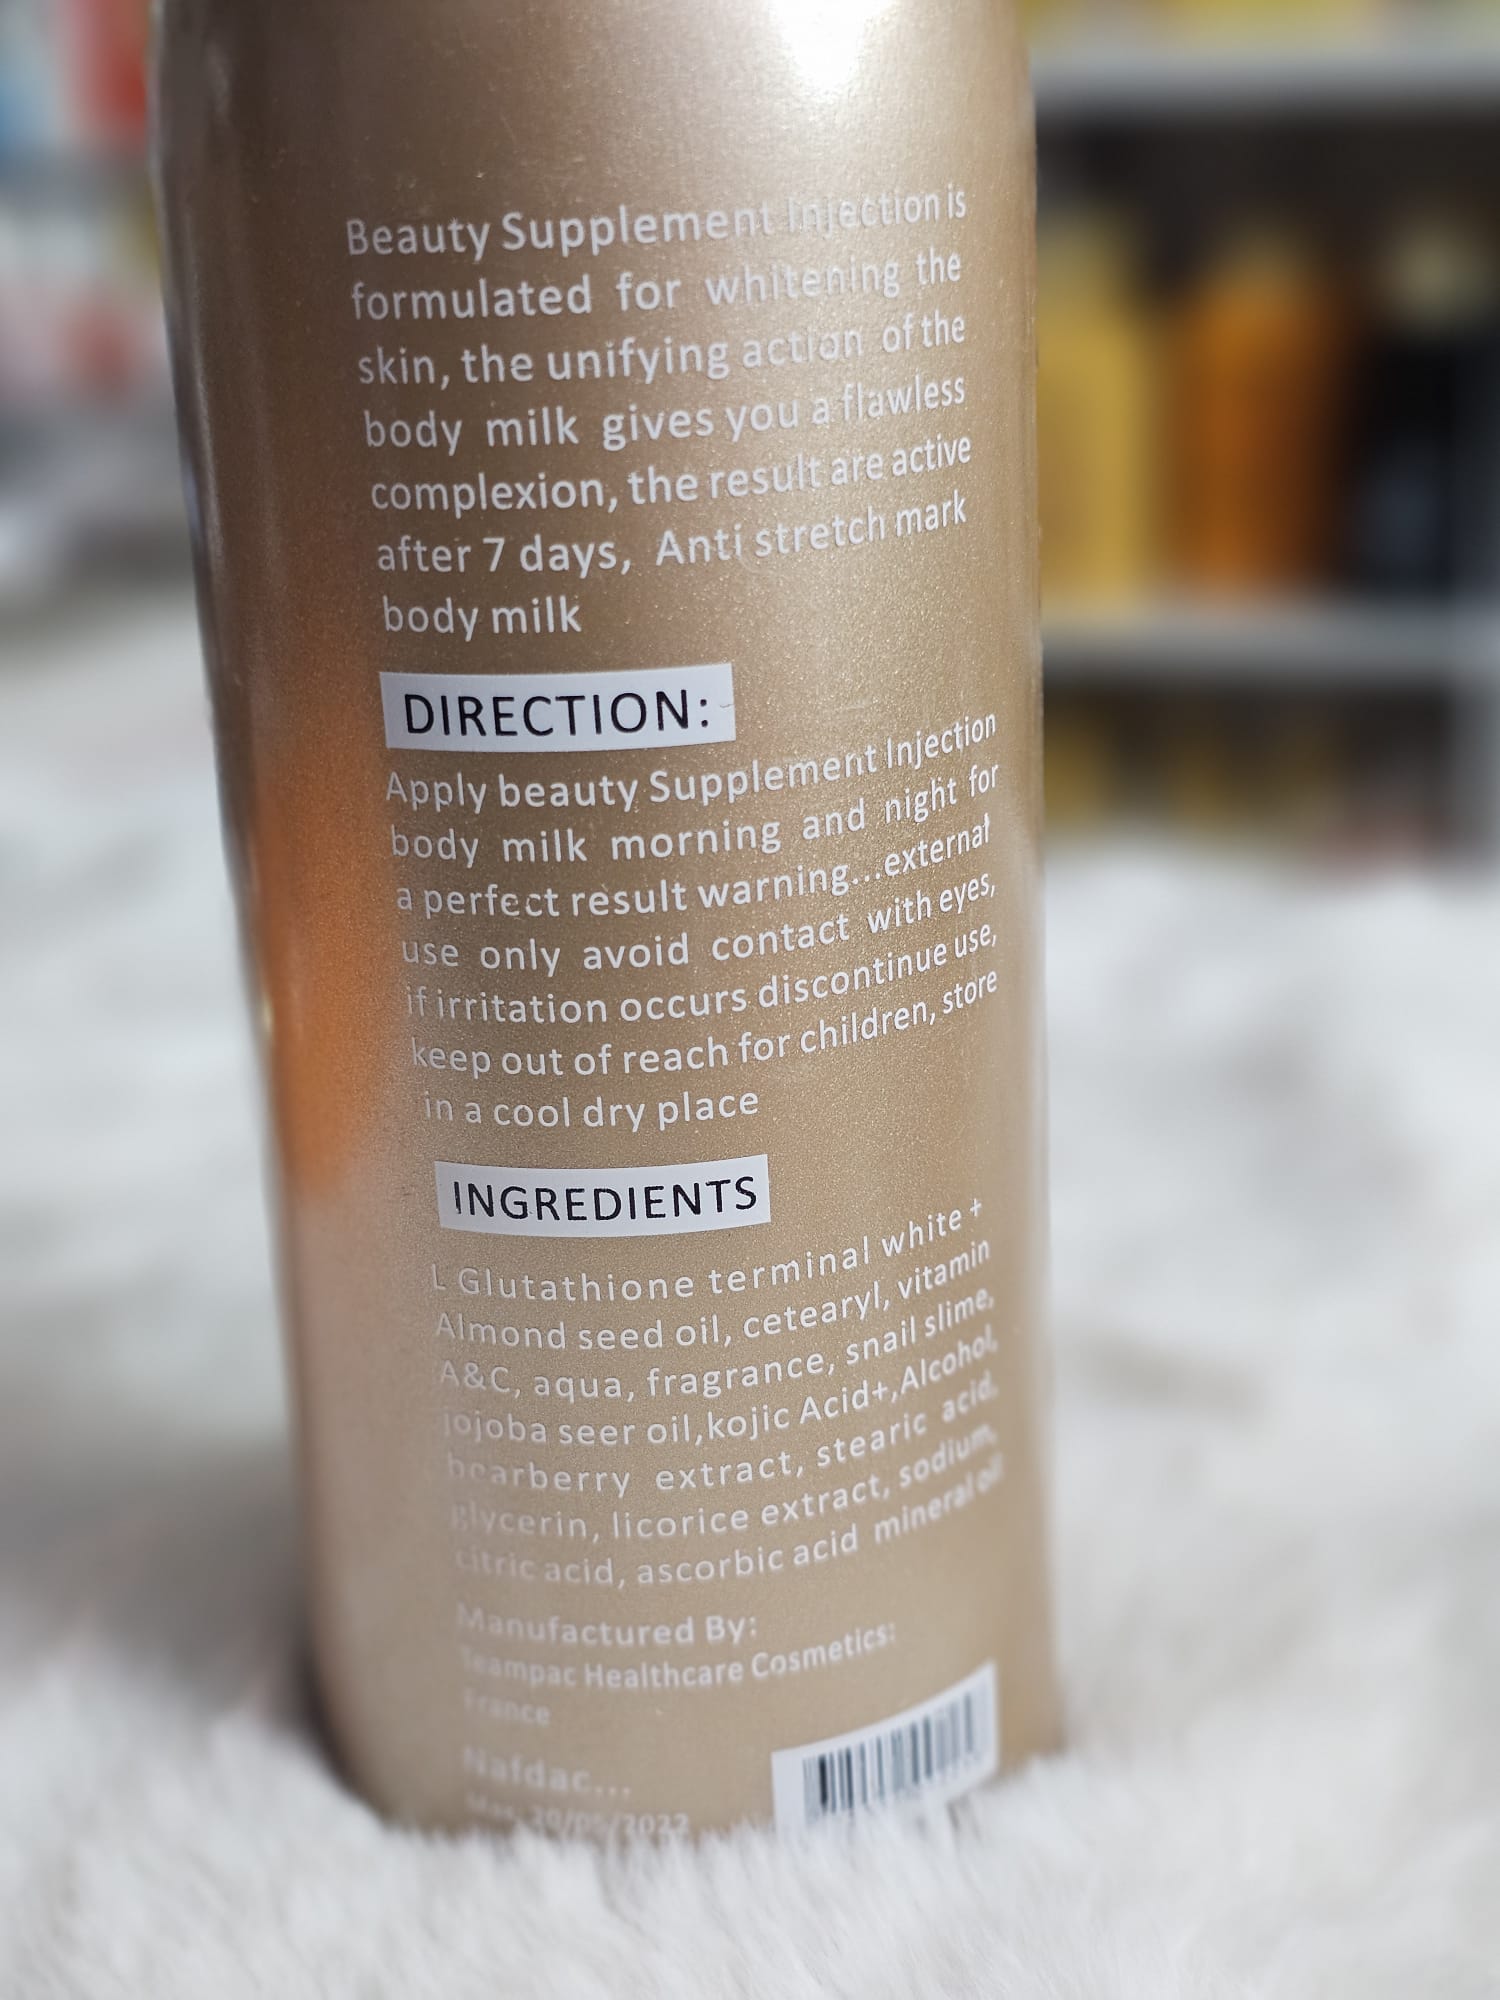 Beauty Supplement Injection is
formulated for whitening the
skin, the unifying action of the
body milk gives you a flawless
complexion, the result are active
after 7 days, Anti stretch mark
body milk
DIRECTION:
Apply beauty Supplement Injection
body milk morning and night for
a perfect result warning...external
use only avoid contact with eyes,
if irritation occurs discontinue use,
keep out of reach for children, store
in a cool dry place
INGREDIENTS
L Glutathione terminal white +
Almond seed oil, cetearyl, vitamin
A&C, aqua, fragrance, snail slime,
jojoba seer oil,kojic Acid+,Alcohol,
bearberry extract, stearic acid,
glycerin, licorice extract, sodium,
citric acid, ascorbic acid mineral oil
Manufactured By:
Teampac Healthcare Cosmetics:
France
Nafdac...